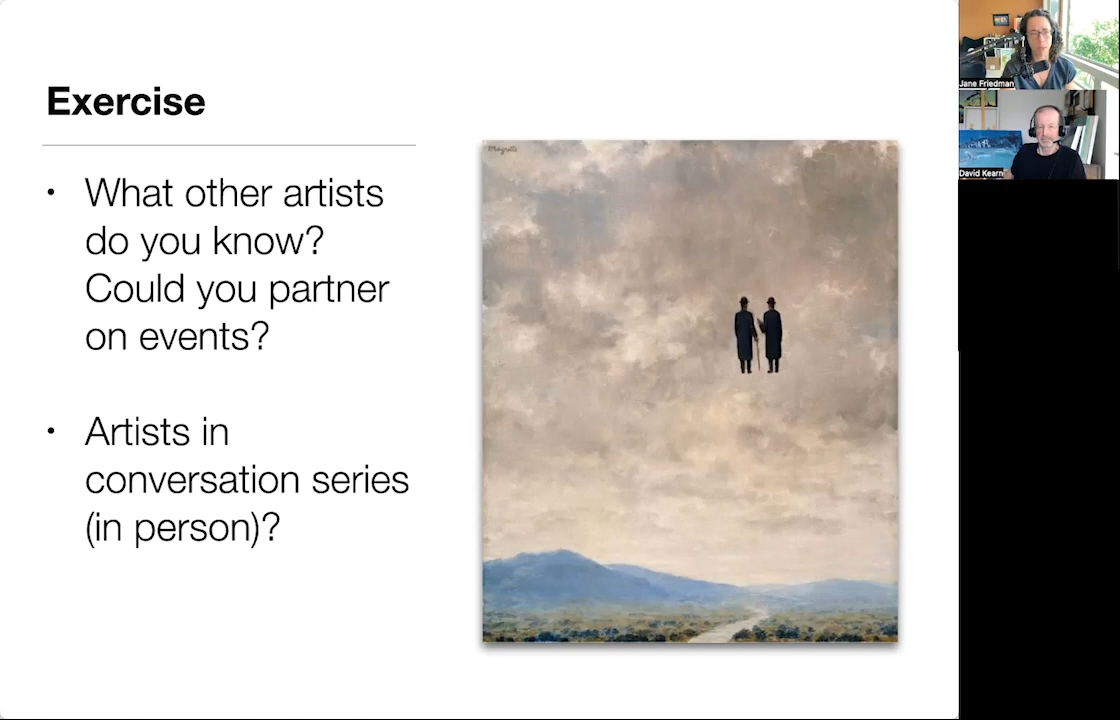 Exercise
• What other artists
do you know?
Could you partner
on events?
• Artists in
conversation series
(in person)?
Magritte
Jane Friedman
David Kearn